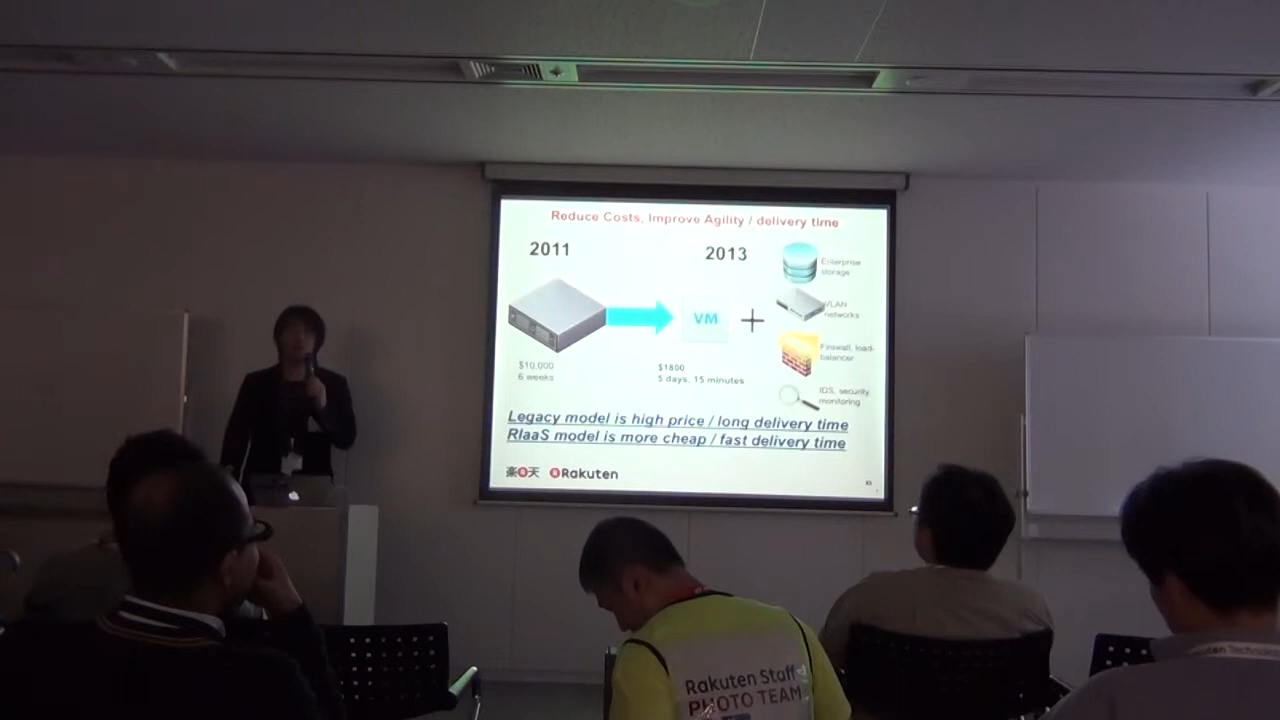 Reduce Costs, Improve Agility / delivery time
2011
2013
Enterprise
storage
VLAN
networks
VM
+
Firewall, load-
balancer
$10,000
6 weeks
$1800
5 days, 15 minutes
IDS, security
monitoring
Legacy model is high price / long delivery time
RIaaS model is more cheap / fast delivery time
楽天 Rakuten
Rakuten Staff
PHOTO TEAM